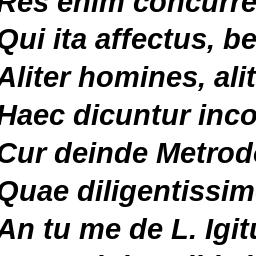 Res enim concurre
Qui ita affectus, be
Aliter homines, alit
Haec dicuntur inco
Cur deinde Metrod
Quae diligentissim
An tu me de L. Igitu